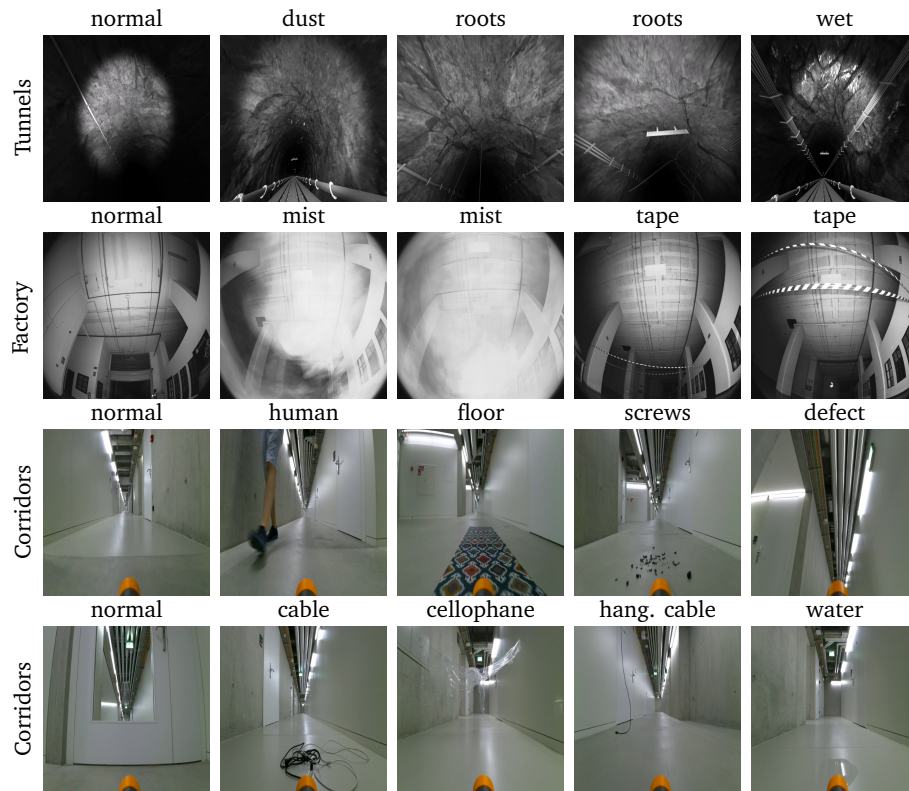 normal dust roots roots wet
Tunnels
normal mist mist tape tape
Factory
normal human floor screws defect
Corridors
normal cable cellophane hang. cable water
Corridors